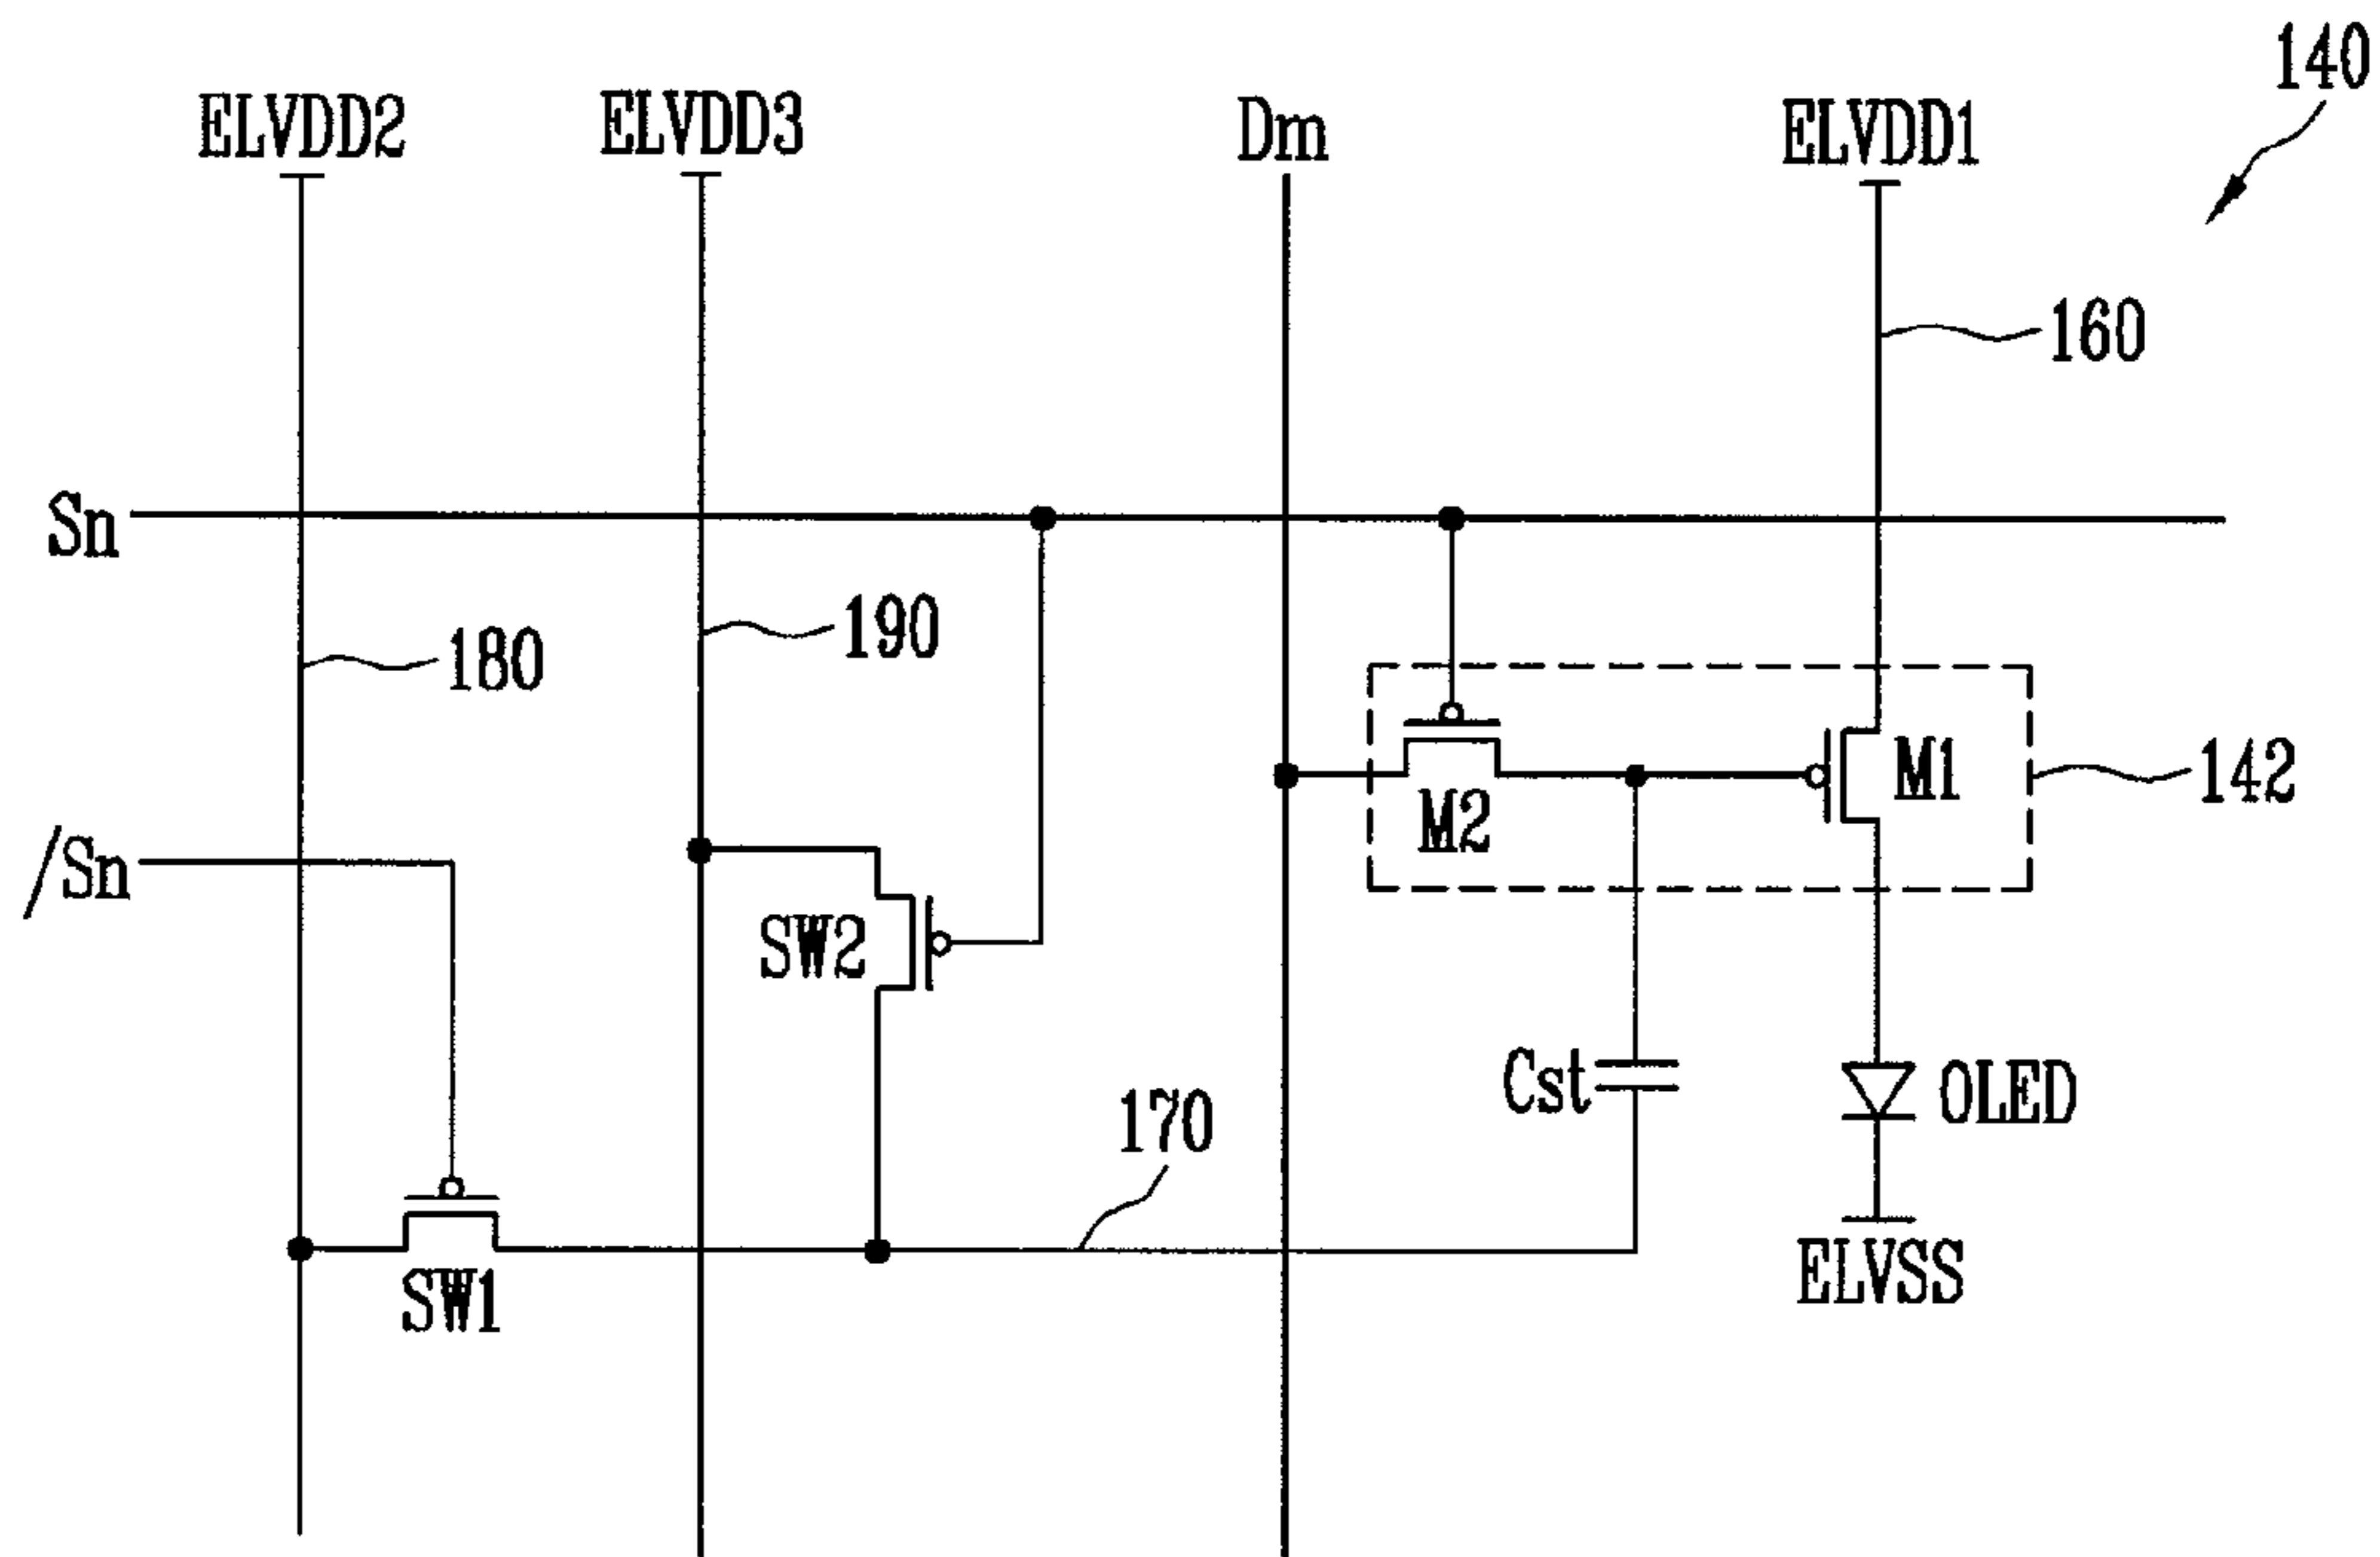 140
ELVDD2
ELVDD3
Dm
ELVDD1
160
Sn
190
180
M1
142
M2
/Sn
SW2
Cst
OLED
170
ELVSS
SW1